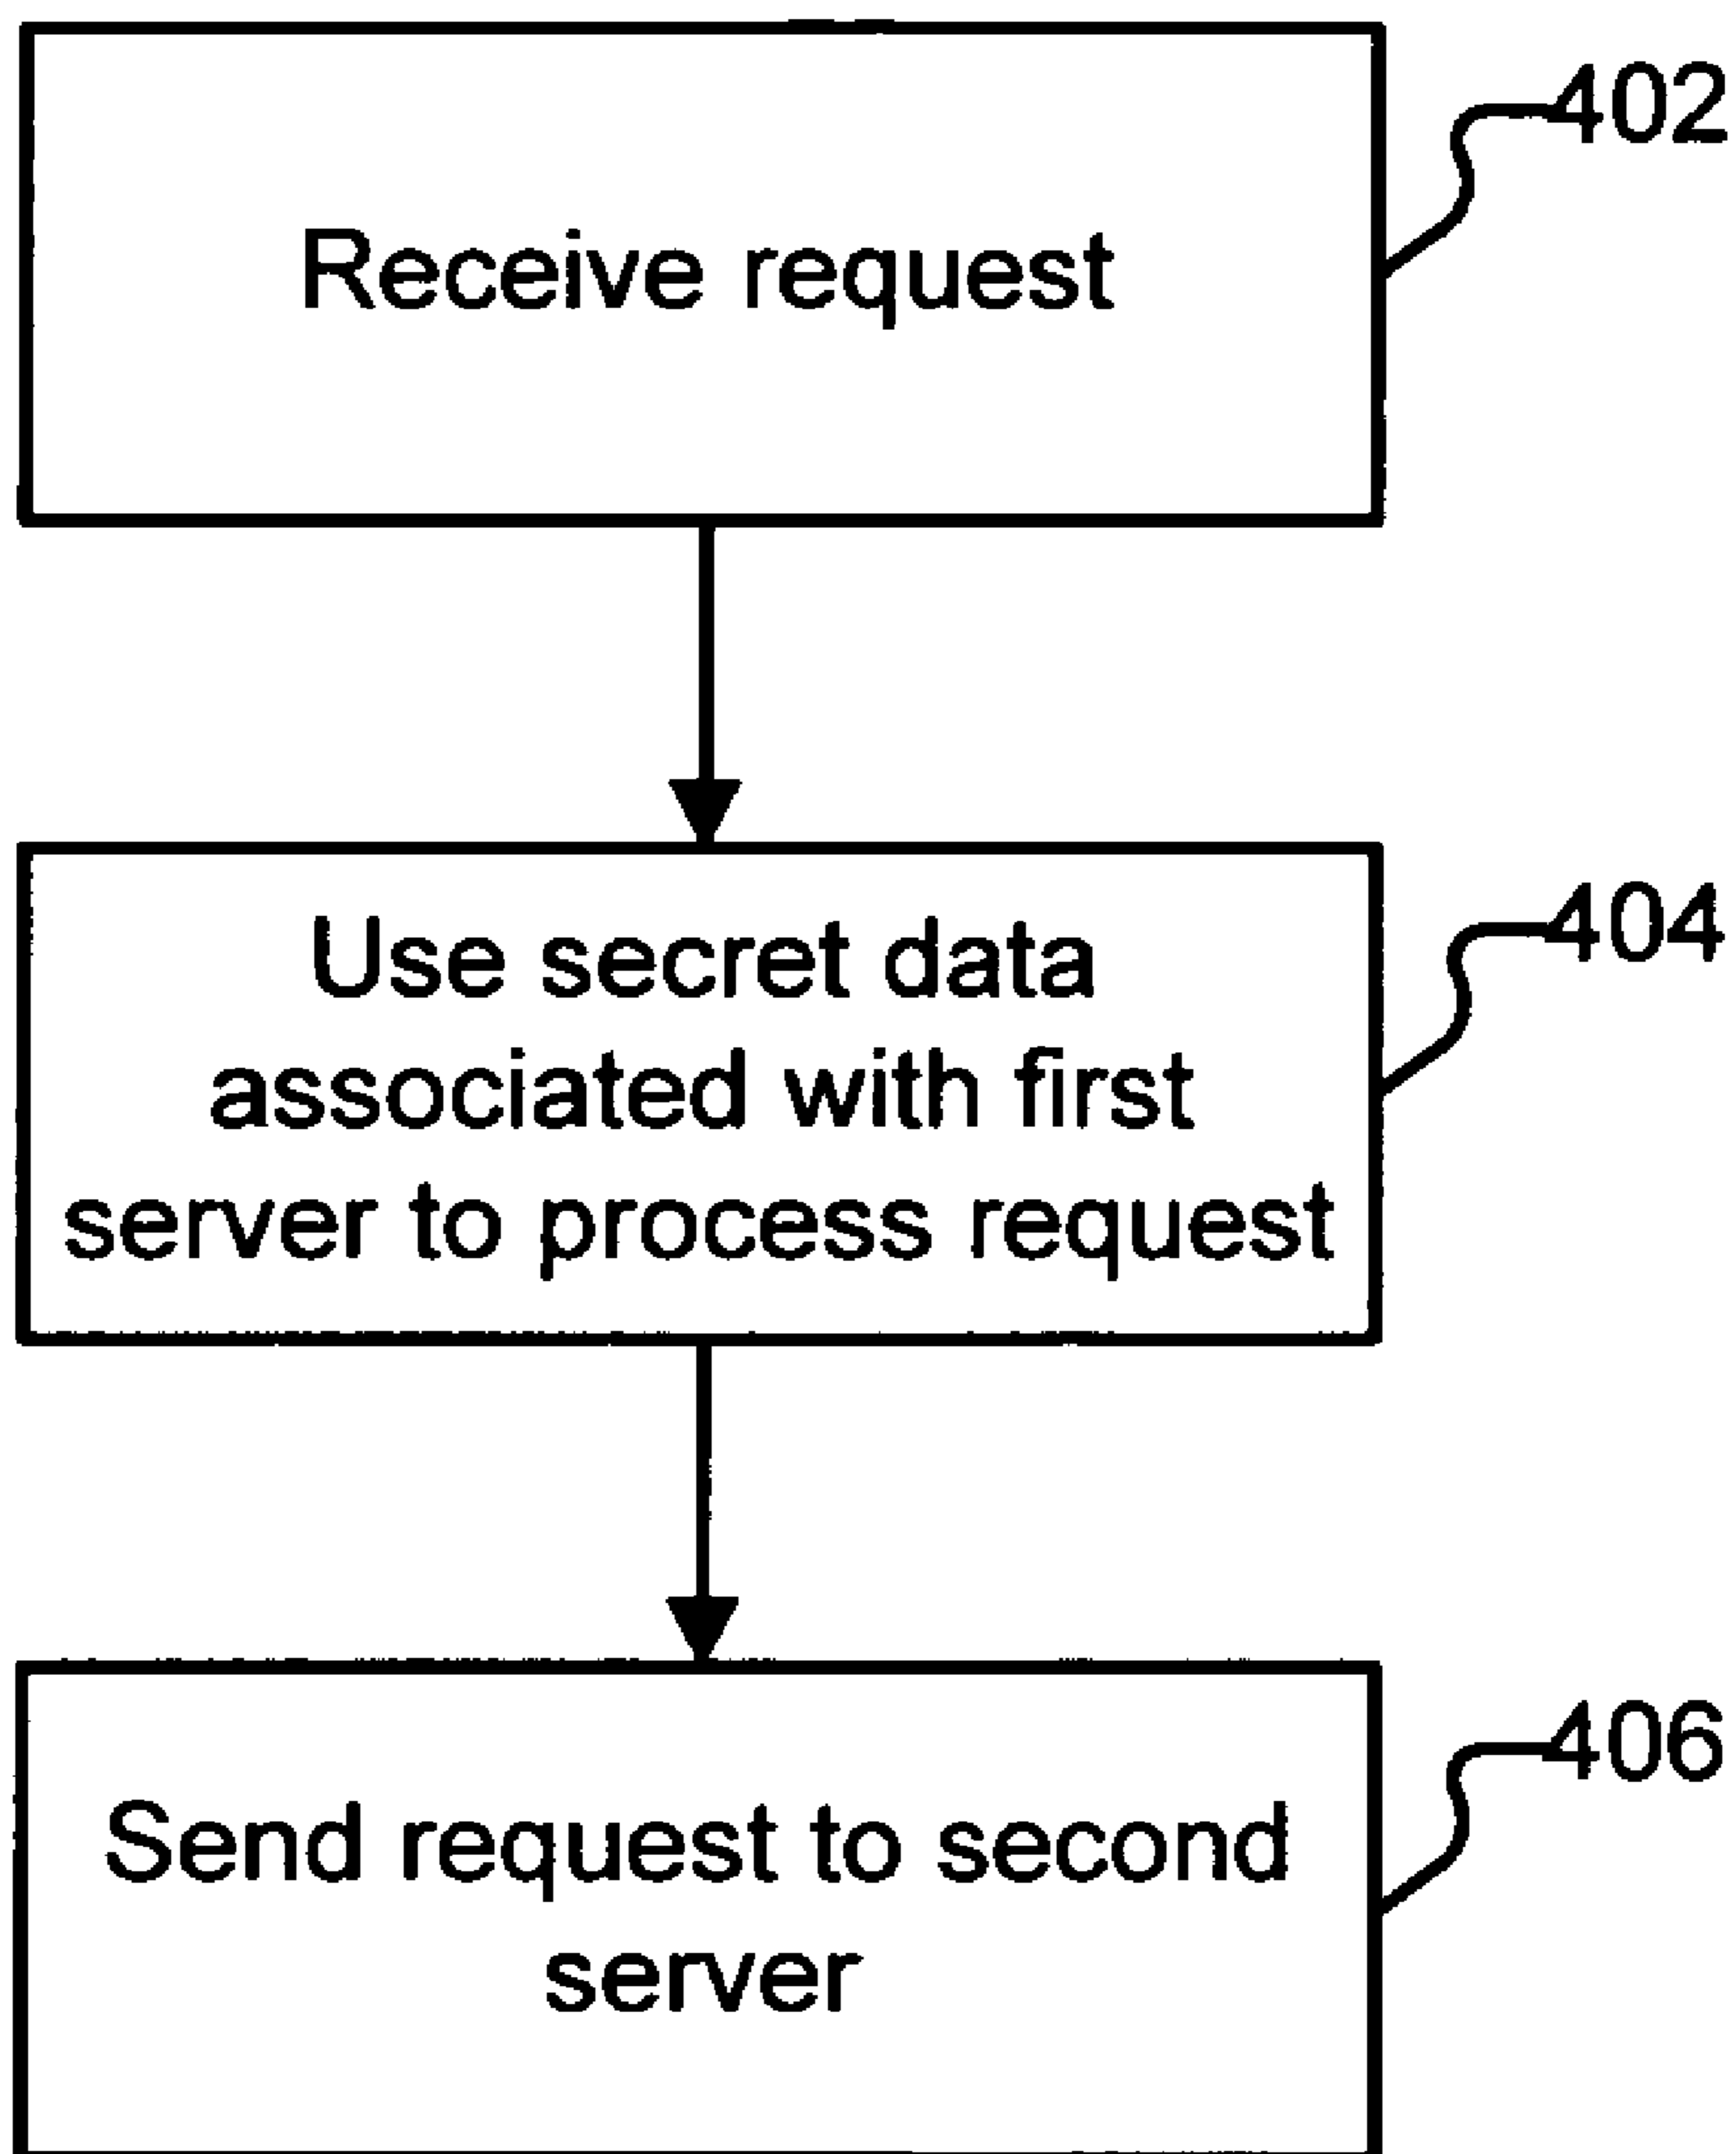 402
Receive request
404
Use secret data
associated with first
server to process request
406
Send request to second
server